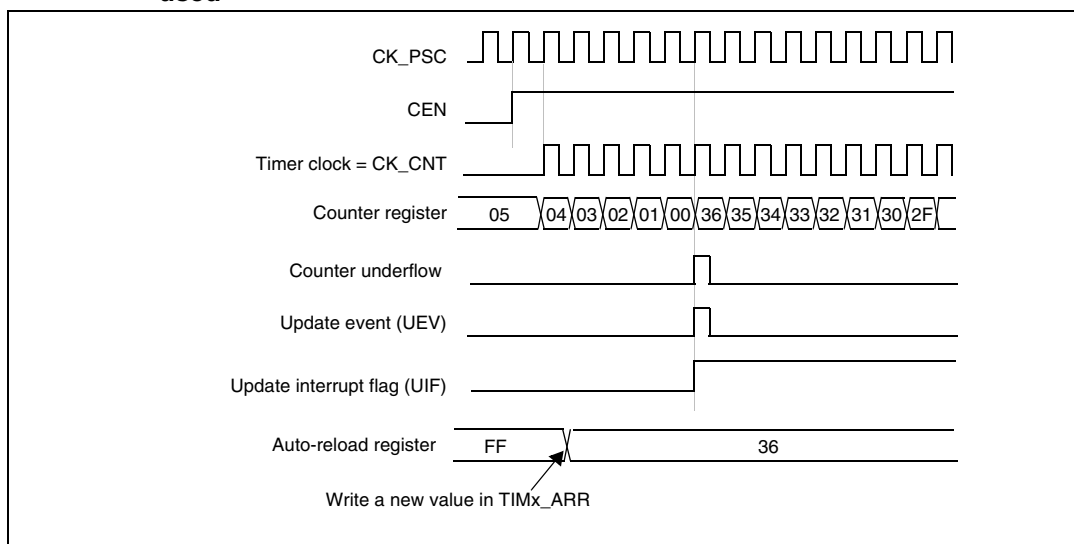 used
CK_PSC
CEN
Timer clock = CK_CNT
Counter register 05 04 03 02 01 00 36 35 34 33 32 31 30 2F
Counter underflow
Update event (UEV)
Update interrupt flag (UIF)
Auto-reload register FF 36
Write a new value in TIMx_ARR